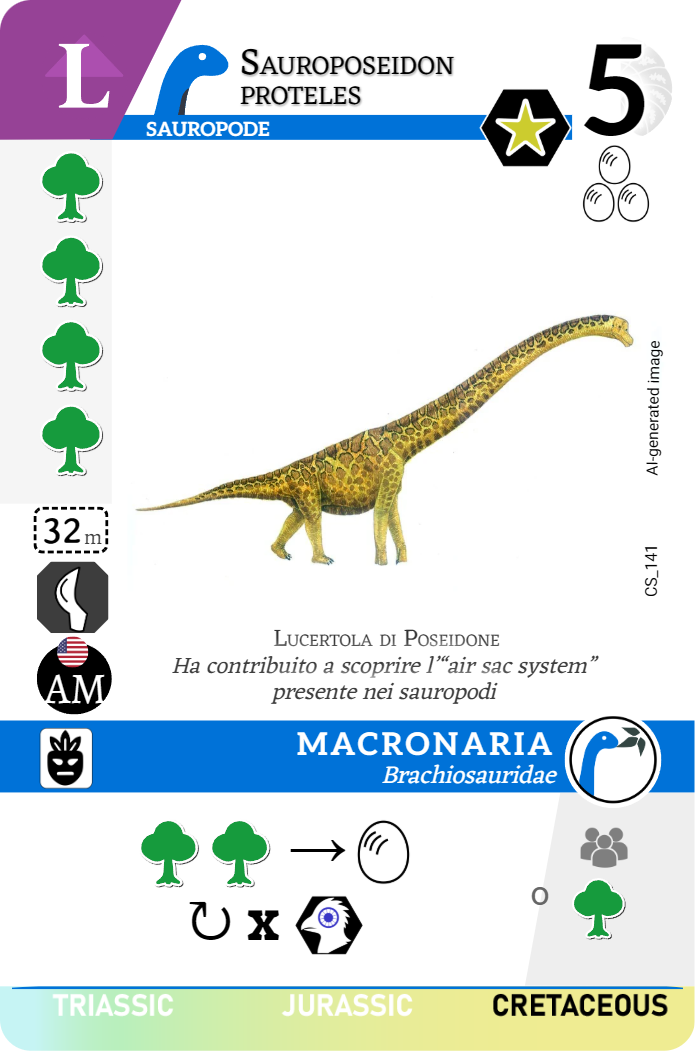 L
SAUROPOSEIDON
PROTELES
5
SAUROPODE
AI-generated image
32 m
CS_141
AM
LUCERTOLA DI POSEIDONE
Ha contribuito a scoprire l'“air sac system”
presente nei sauropodi
MACRONARIA
Brachiosauridae
→
↻ x
o
TRIASSIC JURASSIC CRETACEOUS